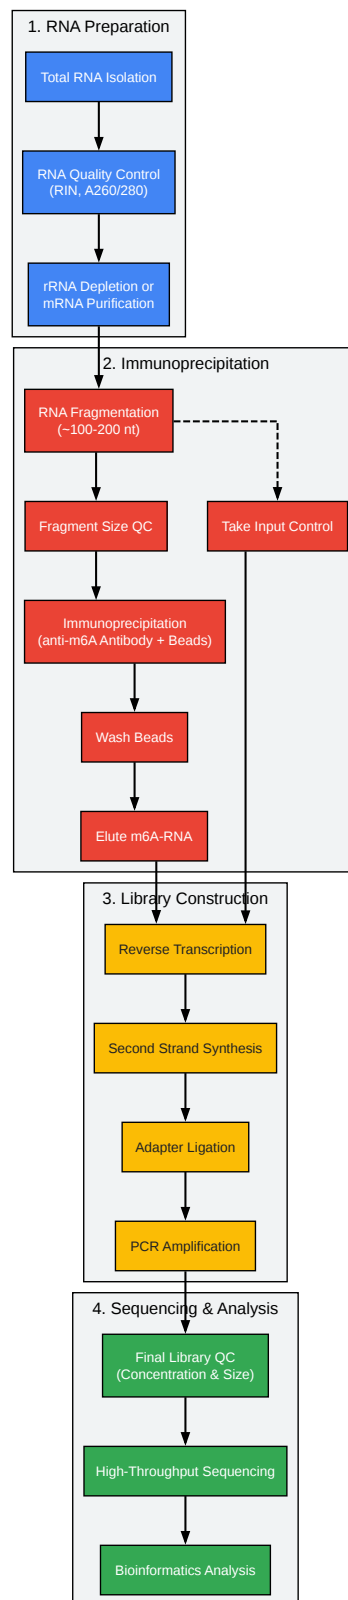 1. RNA Preparation
Total RNA Isolation
RNA Quality Control
(RIN, A260/280)
rRNA Depletion or
mRNA Purification
2. Immunoprecipitation
RNA Fragmentation
(~100-200 nt)
Fragment Size QC
Take Input Control
Immunoprecipitation
(anti-m6A Antibody + Beads)
Wash Beads
Elute m6A-RNA
3. Library Construction
Reverse Transcription
Second Strand Synthesis
Adapter Ligation
PCR Amplification
4. Sequencing & Analysis
Final Library QC
(Concentration & Size)
High-Throughput Sequencing
Bioinformatics Analysis